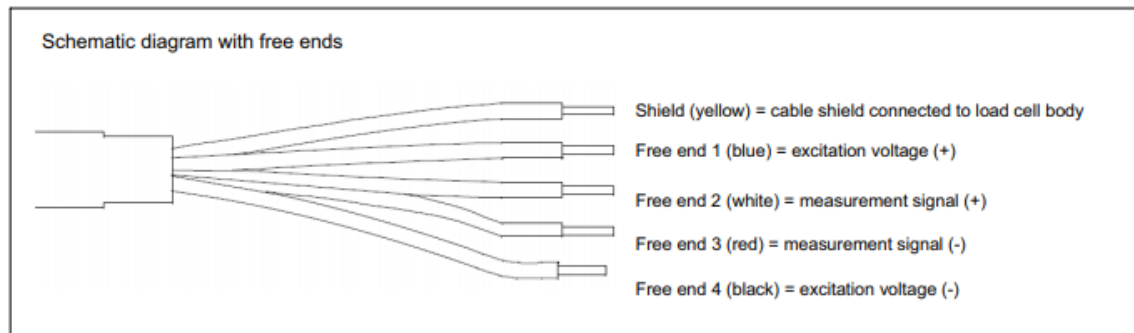 Schematic diagram with free ends
Shield (yellow) = cable shield connected to load cell body
Free end 1 (blue) = excitation voltage (+)
Free end 2 (white) = measurement signal (+)
Free end 3 (red) = measurement signal (-)
Free end 4 (black) = excitation voltage (-)